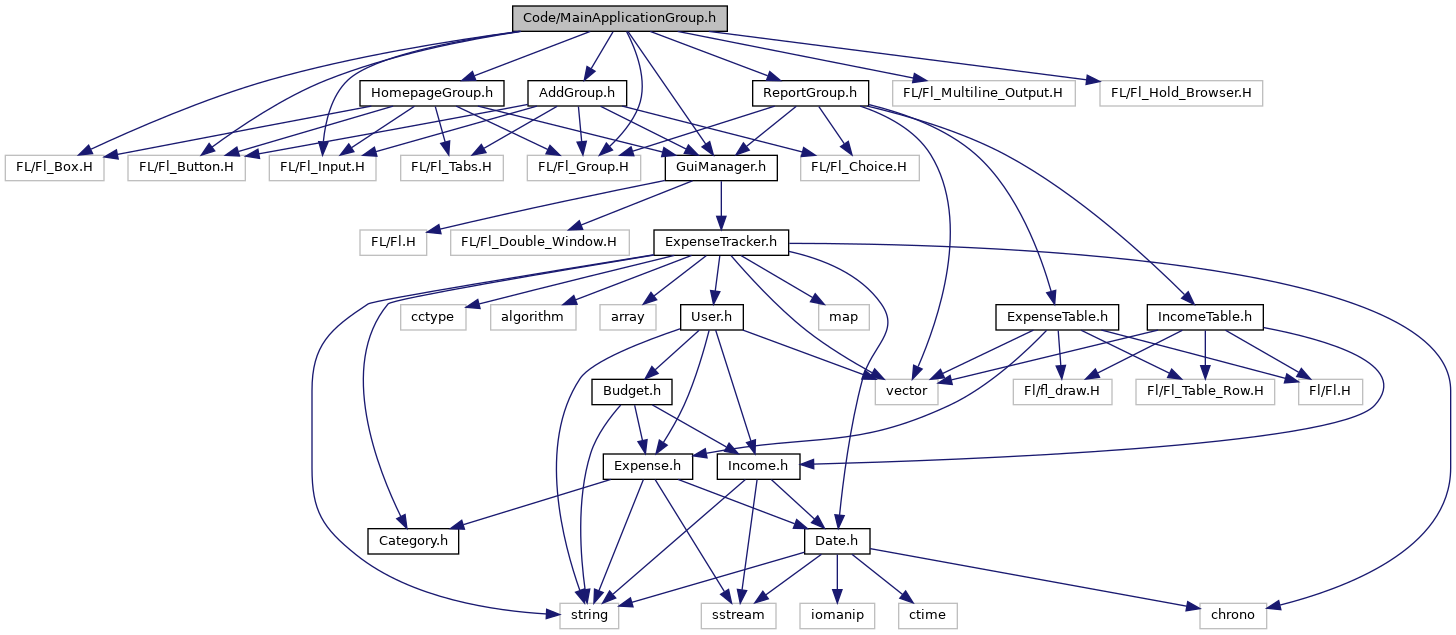 Code/MainApplicationGroup.h
HomepageGroup.h
AddGroup.h
ReportGroup.h
FL/Fl_Multiline_Output.H
FL/Fl_Hold_Browser.H
FL/Fl_Box.H
FL/Fl_Button.H
FL/Fl_Input.H
FL/Fl_Tabs.H
FL/Fl_Group.H
GuiManager.h
FL/Fl_Choice.H
FL/Fl.H
FL/Fl_Double_Window.H
ExpenseTracker.h
cctype
algorithm
array
User.h
map
ExpenseTable.h
IncomeTable.h
Budget.h
vector
Fl/fl_draw.H
Fl/Fl_Table_Row.H
Fl/Fl.H
Expense.h
Income.h
Category.h
Date.h
string
sstream
iomanip
ctime
chrono